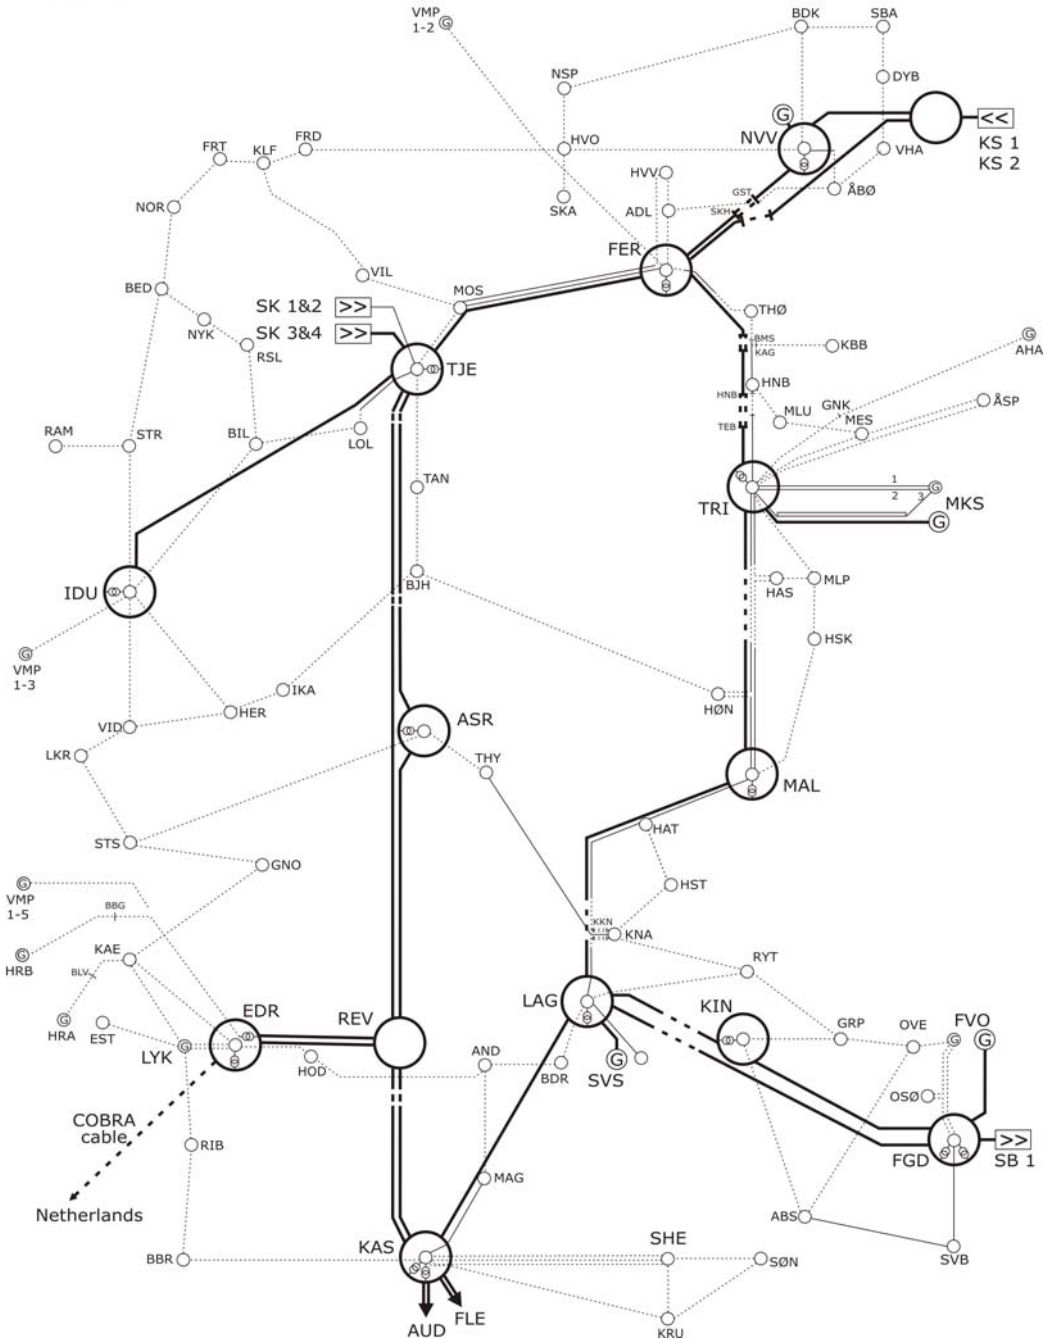 VMP
1-2
G
BDK
SBA
NSP
DYB
G
NVV
<<
KS 1
KS 2
FRD
FRT
KLF
HVO
VHA
HVV
GST
ÅBØ
NOR
SKA
ADL
SKH
FER
VIL
BED
MOS
SK 1&2
>>
THØ
NYK
SK 3&4
>>
BMS
KBB
G
AHA
RSL
KAG
TJE
HNB
HNB
ÅSP
GNK
MLU
MES
RAM
STR
BIL
LOL
TEB
TAN
1
G
TRI
2
3
MKS
G
IDU
BJH
HAS
MLP
HSK
G
VMP
1-3
IKA
HØN
HER
VID
ASR
LKR
THY
MAL
HAT
STS
GNO
G
VMP
1-5
HST
BBG
KKN
KNA
G
HRB
KAE
RYT
BLV
LAG
KIN
G
HRA
EST
EDR
REV
GRP
OVE
FVO
G
G
LYK
G
HOD
AND
BDR
G
SVS
COBRA
cable
OSØ
RIB
FGD
>>
SB 1
MAG
Netherlands
ABS
BBR
KAS
SHE
SØN
SVB
FLE
AUD
KRU